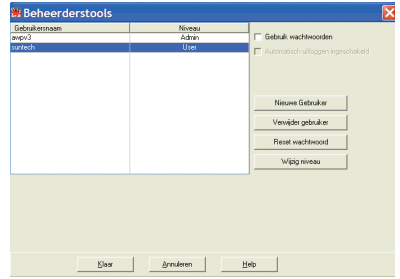 Beheerderstools
Gebruikersnaam Niveau
awpv3 Admin
suntech User
Gebruik wachtwoorden
Automatisch uitloggen ingeschakeld
Nieuwe Gebruiker
Verwijder gebruiker
Reset wachtwoord
Wijzig niveau
Klaar Annuleren Help